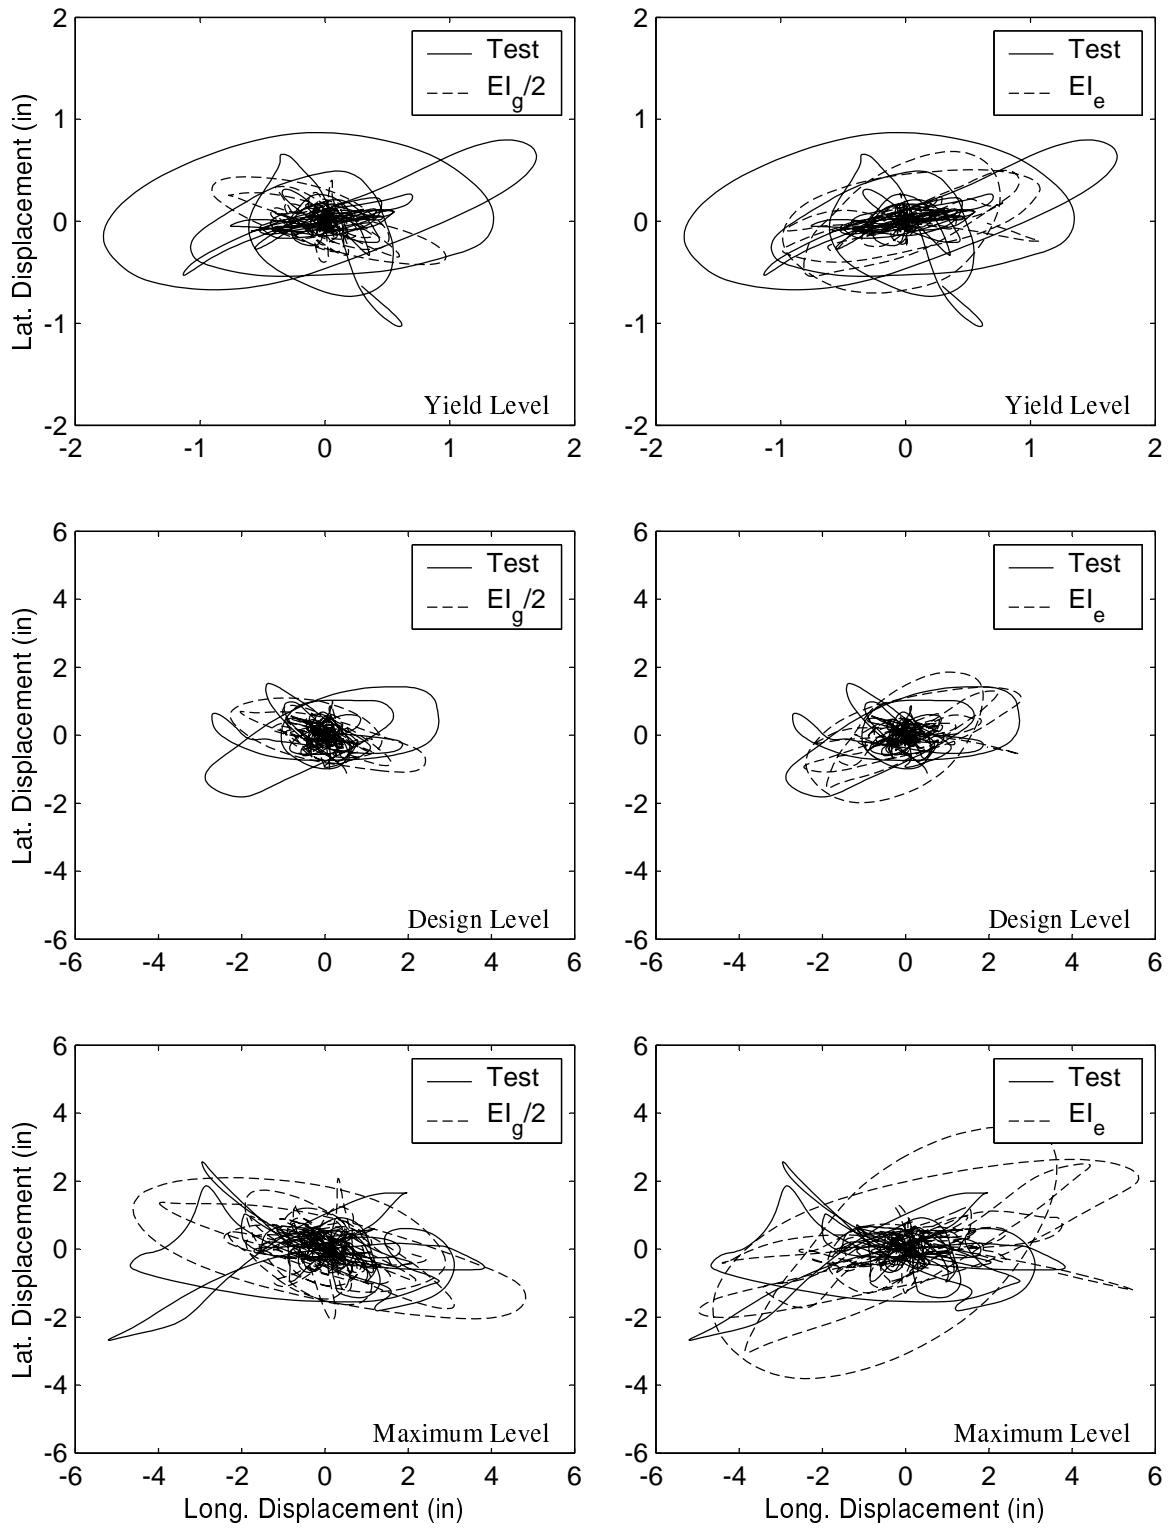 2
1
0
-1
-2
Lat. Displacement (in)
Test
EIg/2
Yield Level
-2 -1 0 1 2
2
1
0
-1
-2
Test
EIe
Yield Level
-2 -1 0 1 2
6
4
2
0
-2
-4
-6
Lat. Displacement (in)
Test
EIg/2
Design Level
-6 -4 -2 0 2 4 6
6
4
2
0
-2
-4
-6
Test
EIe
Design Level
-6 -4 -2 0 2 4 6
6
4
2
0
-2
-4
-6
Lat. Displacement (in)
Test
EIg/2
Maximum Level
-6 -4 -2 0 2 4 6
Long. Displacement (in)
6
4
2
0
-2
-4
-6
Test
EIe
Maximum Level
-6 -4 -2 0 2 4 6
Long. Displacement (in)